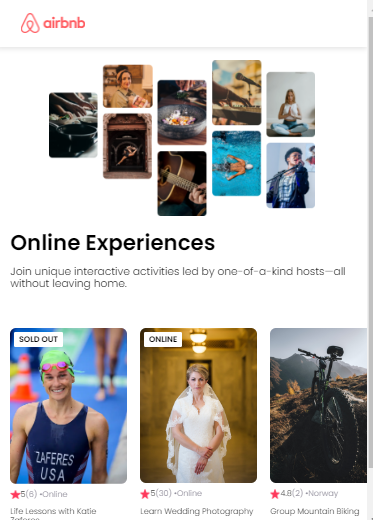 airbnb
Online Experiences
Join unique interactive activities led by one-of-a-kind hosts—all
without leaving home.
SOLD OUT
ZAFERES
USA
5(6) •Online
Life Lessons with Katie
Zaferes
ONLINE
5(30) •Online
Learn Wedding Photography
4.8(2) •Norway
Group Mountain Biking